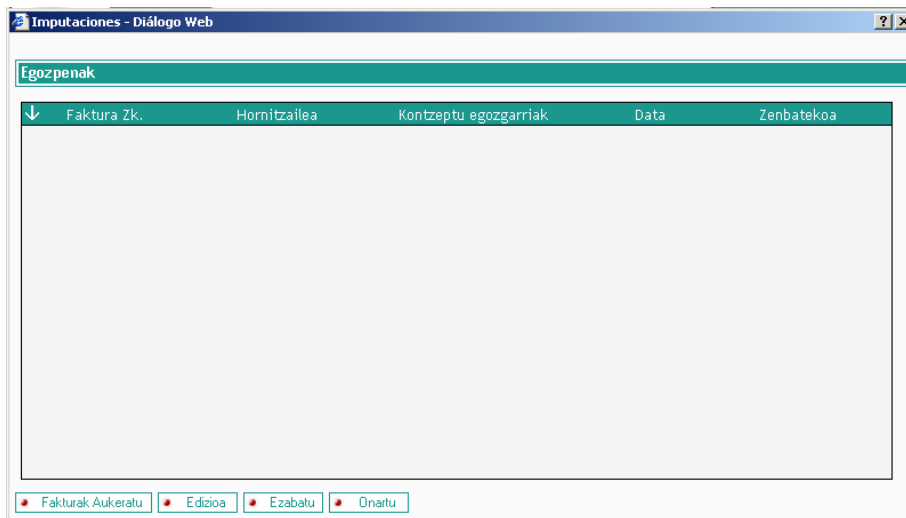 Imputaciones - Diálogo Web
Egozpenak
Faktura Zk. Hornitzailea Kontzeptu egozgarriak Data Zenbatekoa
Fakturak Aukeratu Edizioa Ezabatu Onartu